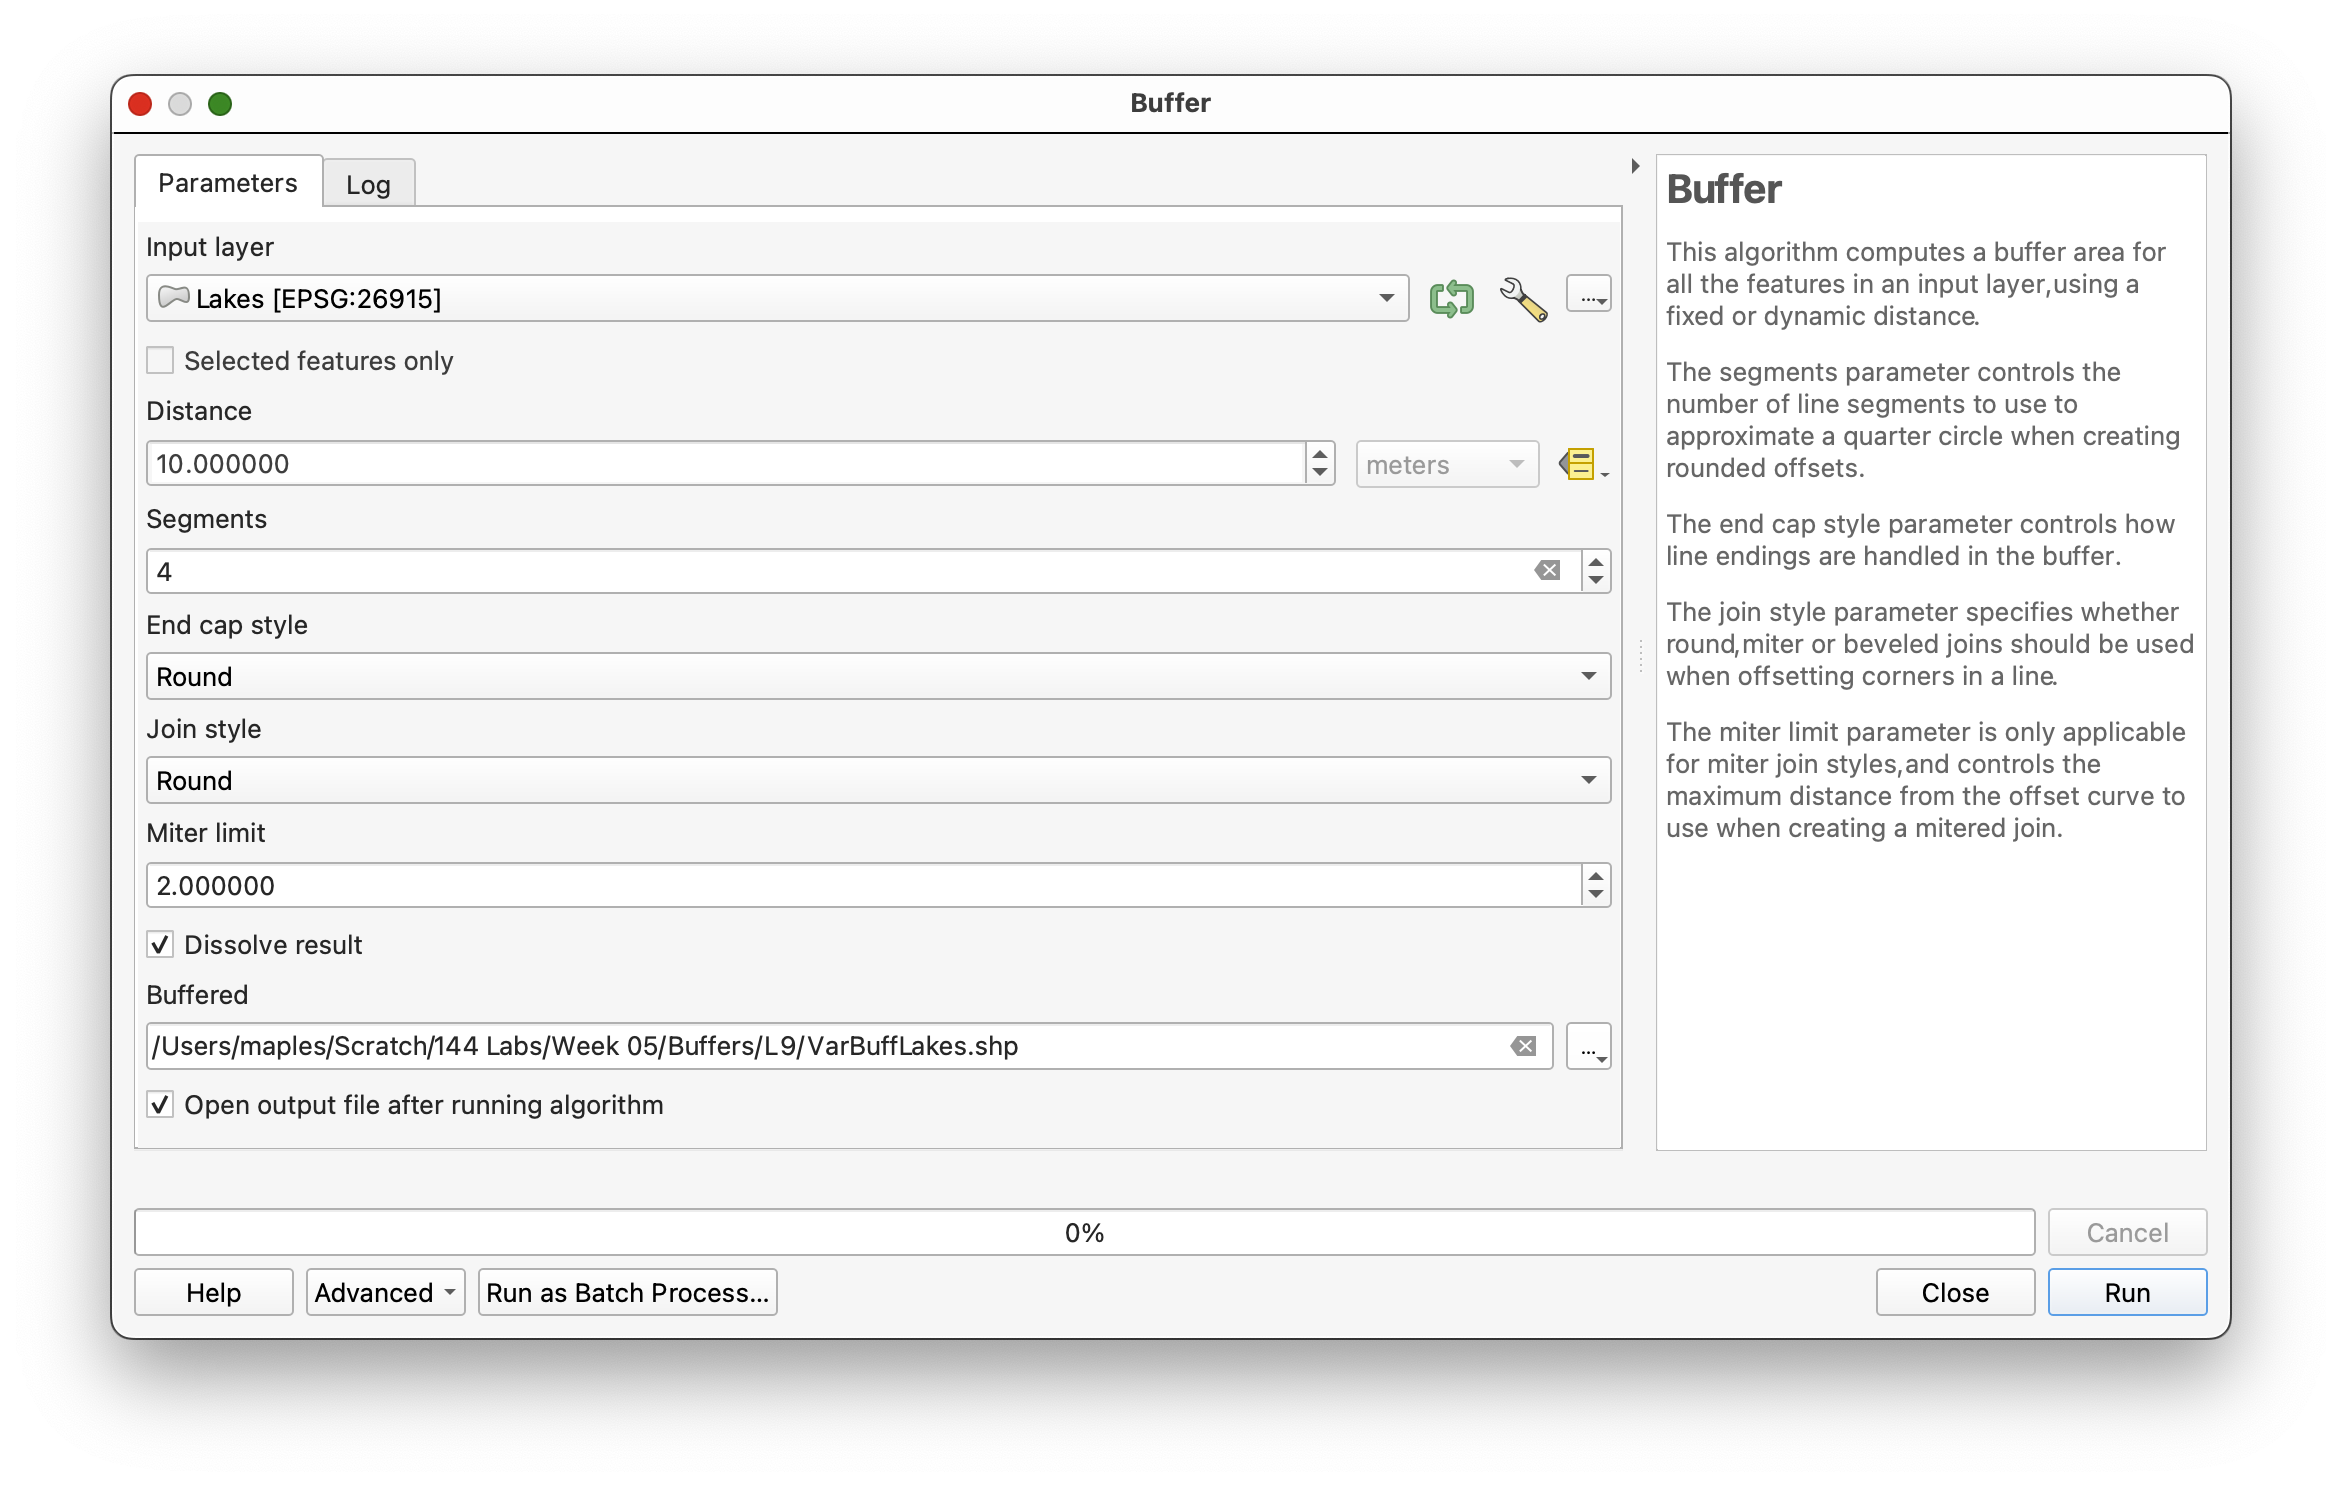 Buffer
Parameters
Log
Input layer
Lakes [EPSG:26915]
...
Selected features only
Distance
10.000000
meters
Segments
4
End cap style
Round
Join style
Round
Miter limit
2.000000
Dissolve result
Buffered
/Users/maples/Scratch/144 Labs/Week 05/Buffers/L9/VarBuffLakes.shp
...
Open output file after running algorithm
Buffer
This algorithm computes a buffer area for
all the features in an input layer,using a
fixed or dynamic distance.
The segments parameter controls the
number of line segments to use to
approximate a quarter circle when creating
rounded offsets.
The end cap style parameter controls how
line endings are handled in the buffer.
The join style parameter specifies whether
round,miter or beveled joins should be used
when offsetting corners in a line.
The miter limit parameter is only applicable
for miter join styles,and controls the
maximum distance from the offset curve to
use when creating a mitered join.
0%
Cancel
Help
Advanced
Run as Batch Process...
Close
Run